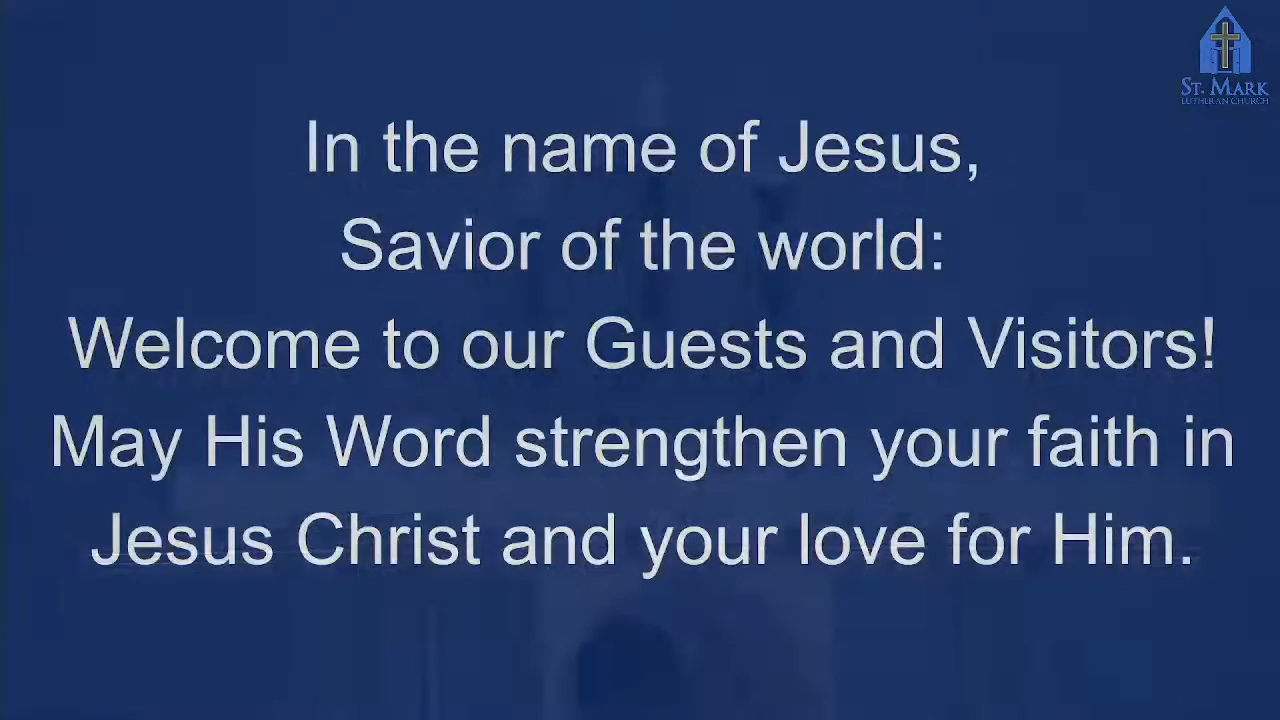 St. Mark
Lutheran Church
In the name of Jesus,
Savior of the world:
Welcome to our Guests and Visitors!
May His Word strengthen your faith in
Jesus Christ and your love for Him.